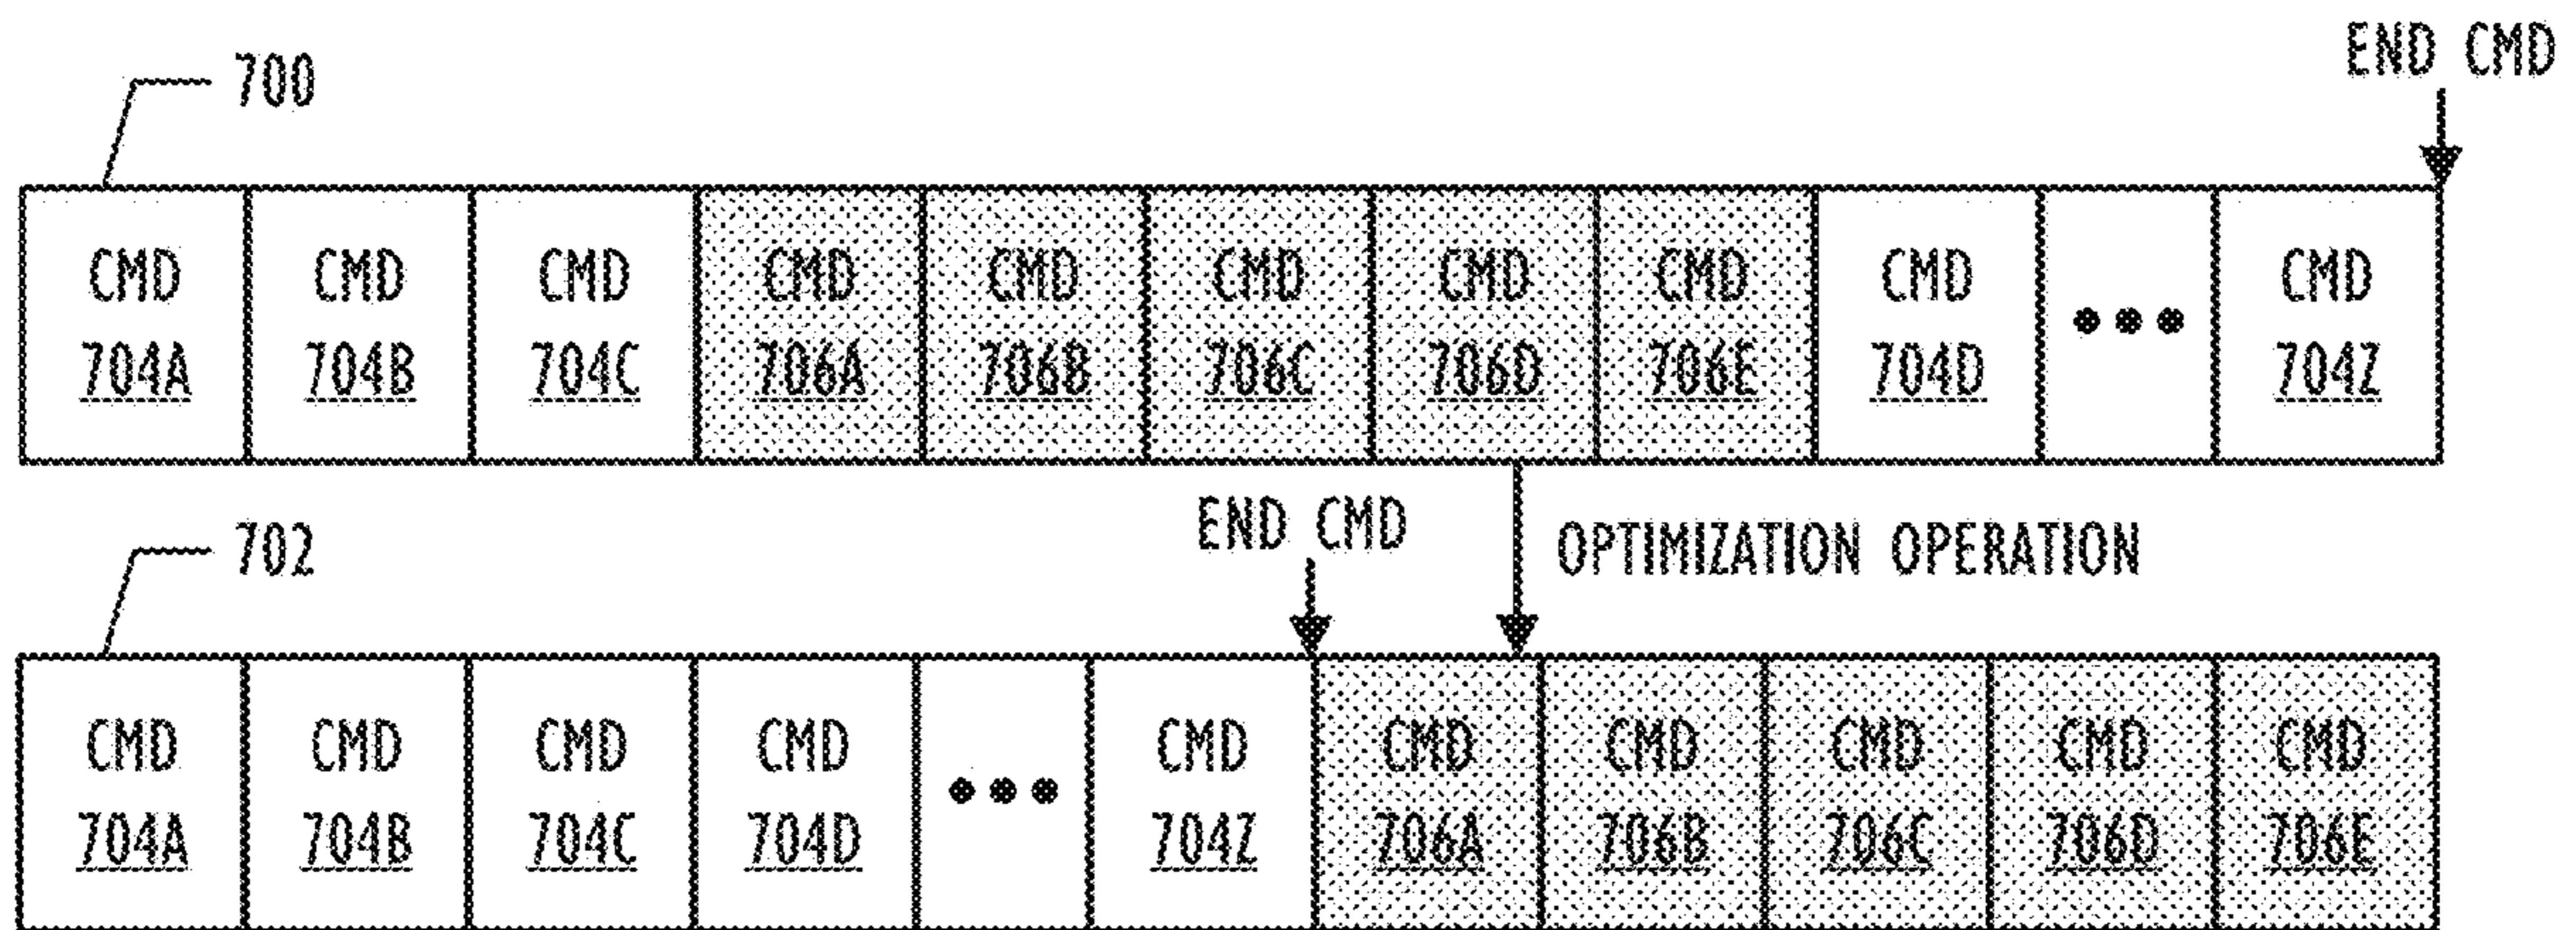 END CMD
700
CMD CMD CMD CMD CMD CMD CMD CMD CMD ••• CMD
704A 704B 704C 706A 706B 706C 706D 706E 704D 704Z
END CMD
OPTIMIZATION OPERATION
702
CMD CMD CMD CMD ••• CMD CMD CMD CMD CMD CMD
704A 704B 704C 704D 704Z 706A 706B 706C 706D 706E